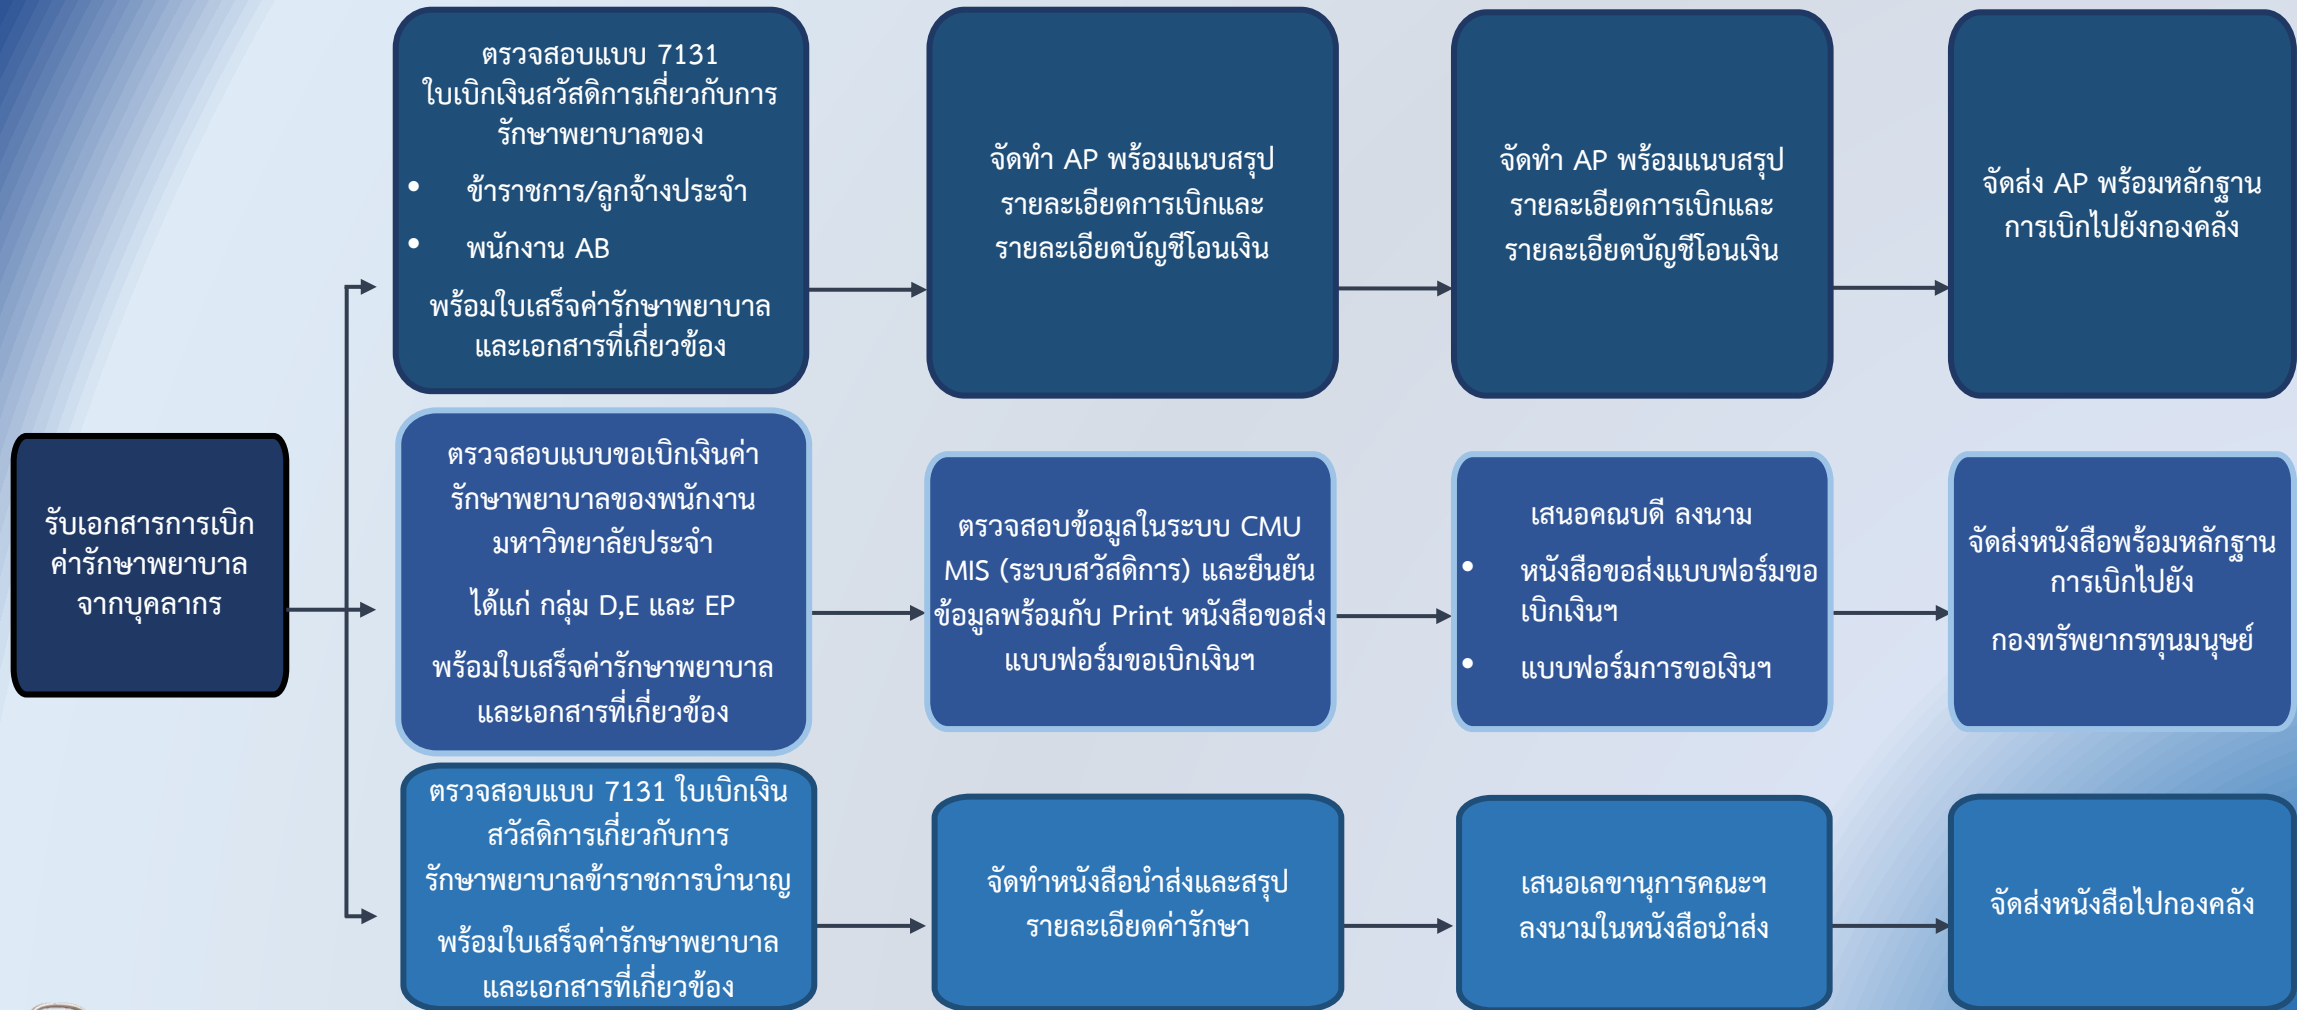 รับเอกสารการเบิก
ค่ารักษาพยาบาล
จากบุคลากร
ตรวจสอบแบบ 7131
ใบเบิกเงินสวัสดิการเกี่ยวกับการ
รักษาพยาบาลของ
• ข้าราชการ/ลูกจ้างประจำ
• พนักงาน AB
พร้อมใบเสร็จค่ารักษาพยาบาล
และเอกสารที่เกี่ยวข้อง
จัดทำ AP พร้อมแนบสรุป
รายละเอียดการเบิกและ
รายละเอียดบัญชีโอนเงิน
จัดทำ AP พร้อมแนบสรุป
รายละเอียดการเบิกและ
รายละเอียดบัญชีโอนเงิน
จัดส่ง AP พร้อมหลักฐาน
การเบิกไปยังกองคลัง
ตรวจสอบแบบขอเบิกเงินค่า
รักษาพยาบาลของพนักงาน
มหาวิทยาลัยประจำ
ได้แก่ กลุ่ม D,E และ EP
พร้อมใบเสร็จค่ารักษาพยาบาล
และเอกสารที่เกี่ยวข้อง
ตรวจสอบข้อมูลในระบบ CMU
MIS (ระบบสวัสดิการ) และยืนยัน
ข้อมูลพร้อมกับ Print หนังสือขอส่ง
แบบฟอร์มขอเบิกเงินฯ
เสนอคณบดี ลงนาม
• หนังสือขอส่งแบบฟอร์มขอ
เบิกเงินฯ
• แบบฟอร์มการขอเงินฯ
จัดส่งหนังสือพร้อมหลักฐาน
การเบิกไปยัง
กองทรัพยากรทุนมนุษย์
ตรวจสอบแบบ 7131 ใบเบิกเงิน
สวัสดิการเกี่ยวกับการ
รักษาพยาบาลข้าราชการบำนาญ
พร้อมใบเสร็จค่ารักษาพยาบาล
และเอกสารที่เกี่ยวข้อง
จัดทำหนังสือนำส่งและสรุป
รายละเอียดค่ารักษา
เสนอเลขานุการคณะฯ
ลงนามในหนังสือนำส่ง
จัดส่งหนังสือไปกองคลัง